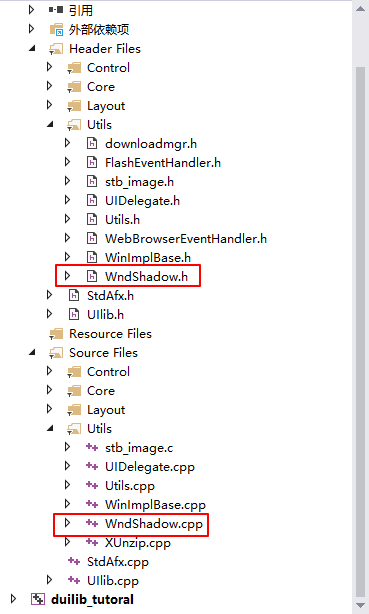 引用
外部依赖项
Header Files
Control
Core
Layout
Utils
downloadmgr.h
FlashEventHandler.h
stb_image.h
UIDelegate.h
Utils.h
WebBrowserEventHandler.h
WinImplBase.h
WndShadow.h
StdAfx.h
UIlib.h
Resource Files
Source Files
Control
Core
Layout
Utils
stb_image.c
UIDelegate.cpp
Utils.cpp
WinImplBase.cpp
WndShadow.cpp
XUnzip.cpp
StdAfx.cpp
UIlib.cpp
duilib_tutoral